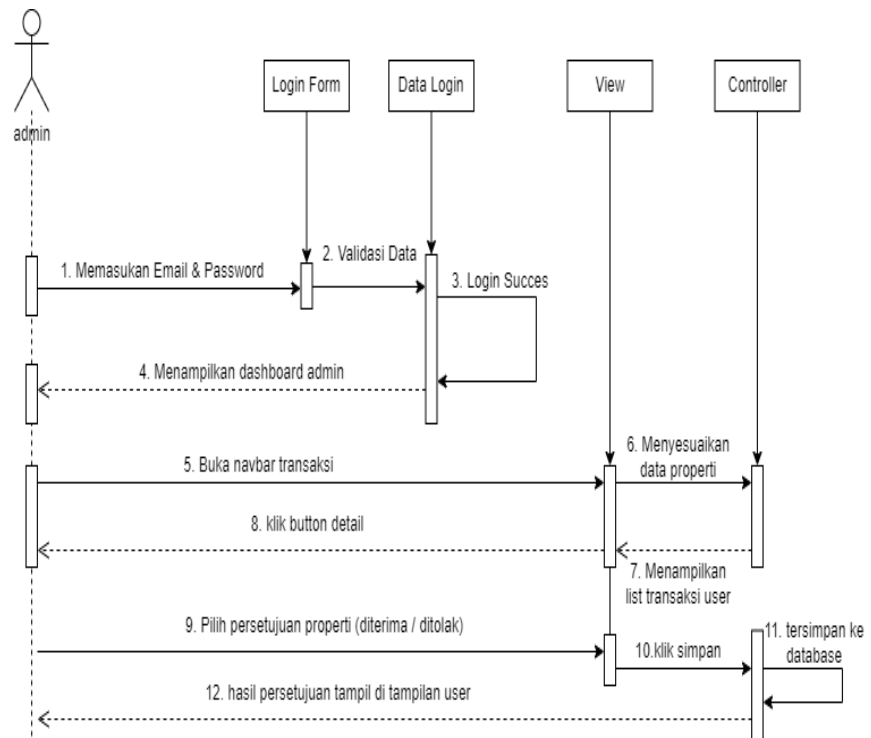 Login Form
Data Login
View
Controller
admin
1. Memasukan Email & Password
2. Validasi Data
3. Login Succes
4. Menampilkan dashboard admin
5. Buka navbar transaksi
6. Menyesuaikan
data properti
8. klik button detail
7. Menampilkan
list transaksi user
9. Pilih persetujuan properti (diterima / ditolak)
10.klik simpan
11. tersimpan ke
database
12. hasil persetujuan tampil di tampilan user